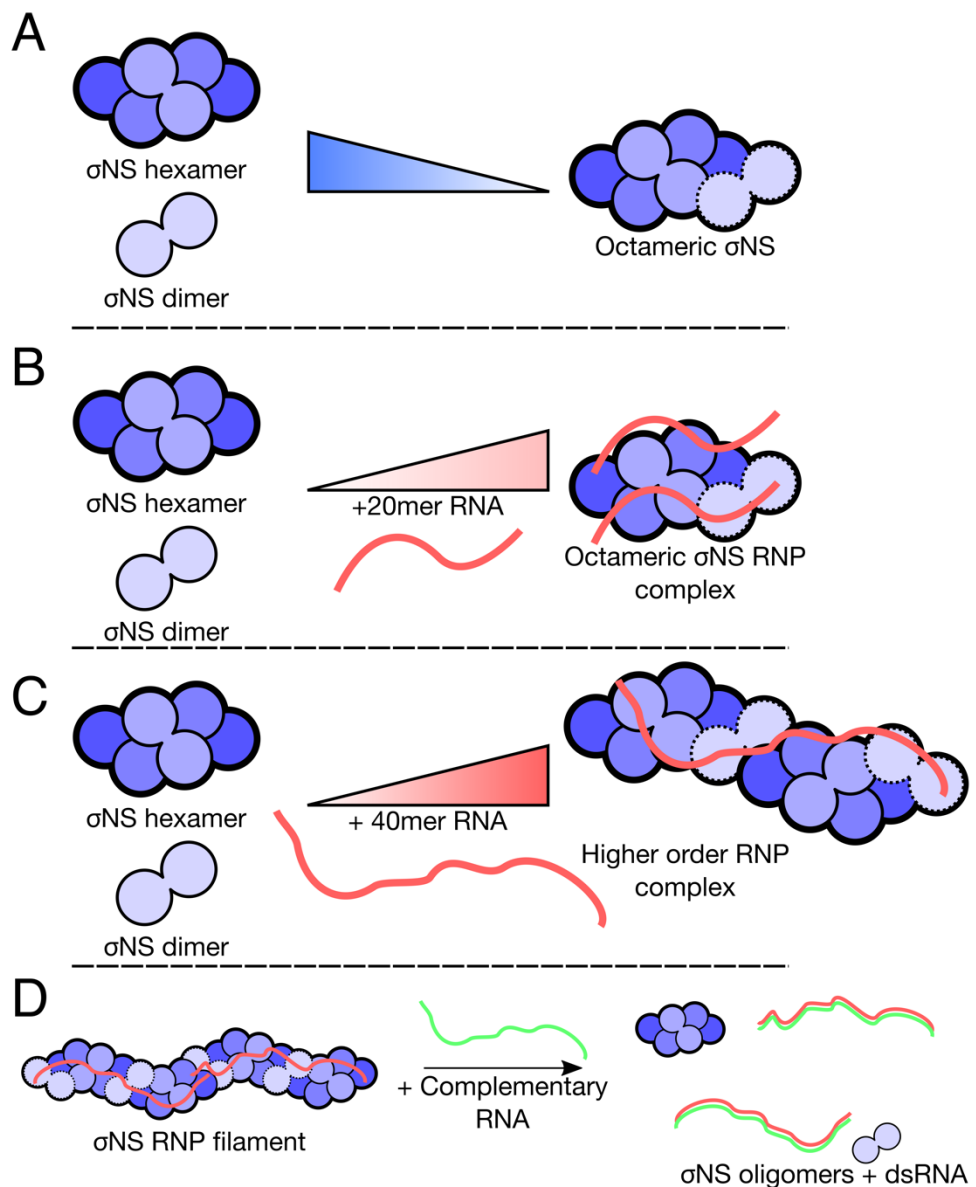 A
σNS hexamer
σNS dimer
Octameric σNS
B
σNS hexamer
σNS dimer
+20mer RNA
Octameric σNS RNP
complex
C
σNS hexamer
σNS dimer
+ 40mer RNA
Higher order RNP
complex
D
σNS RNP filament
+ Complementary
RNA
σNS oligomers + dsRNA